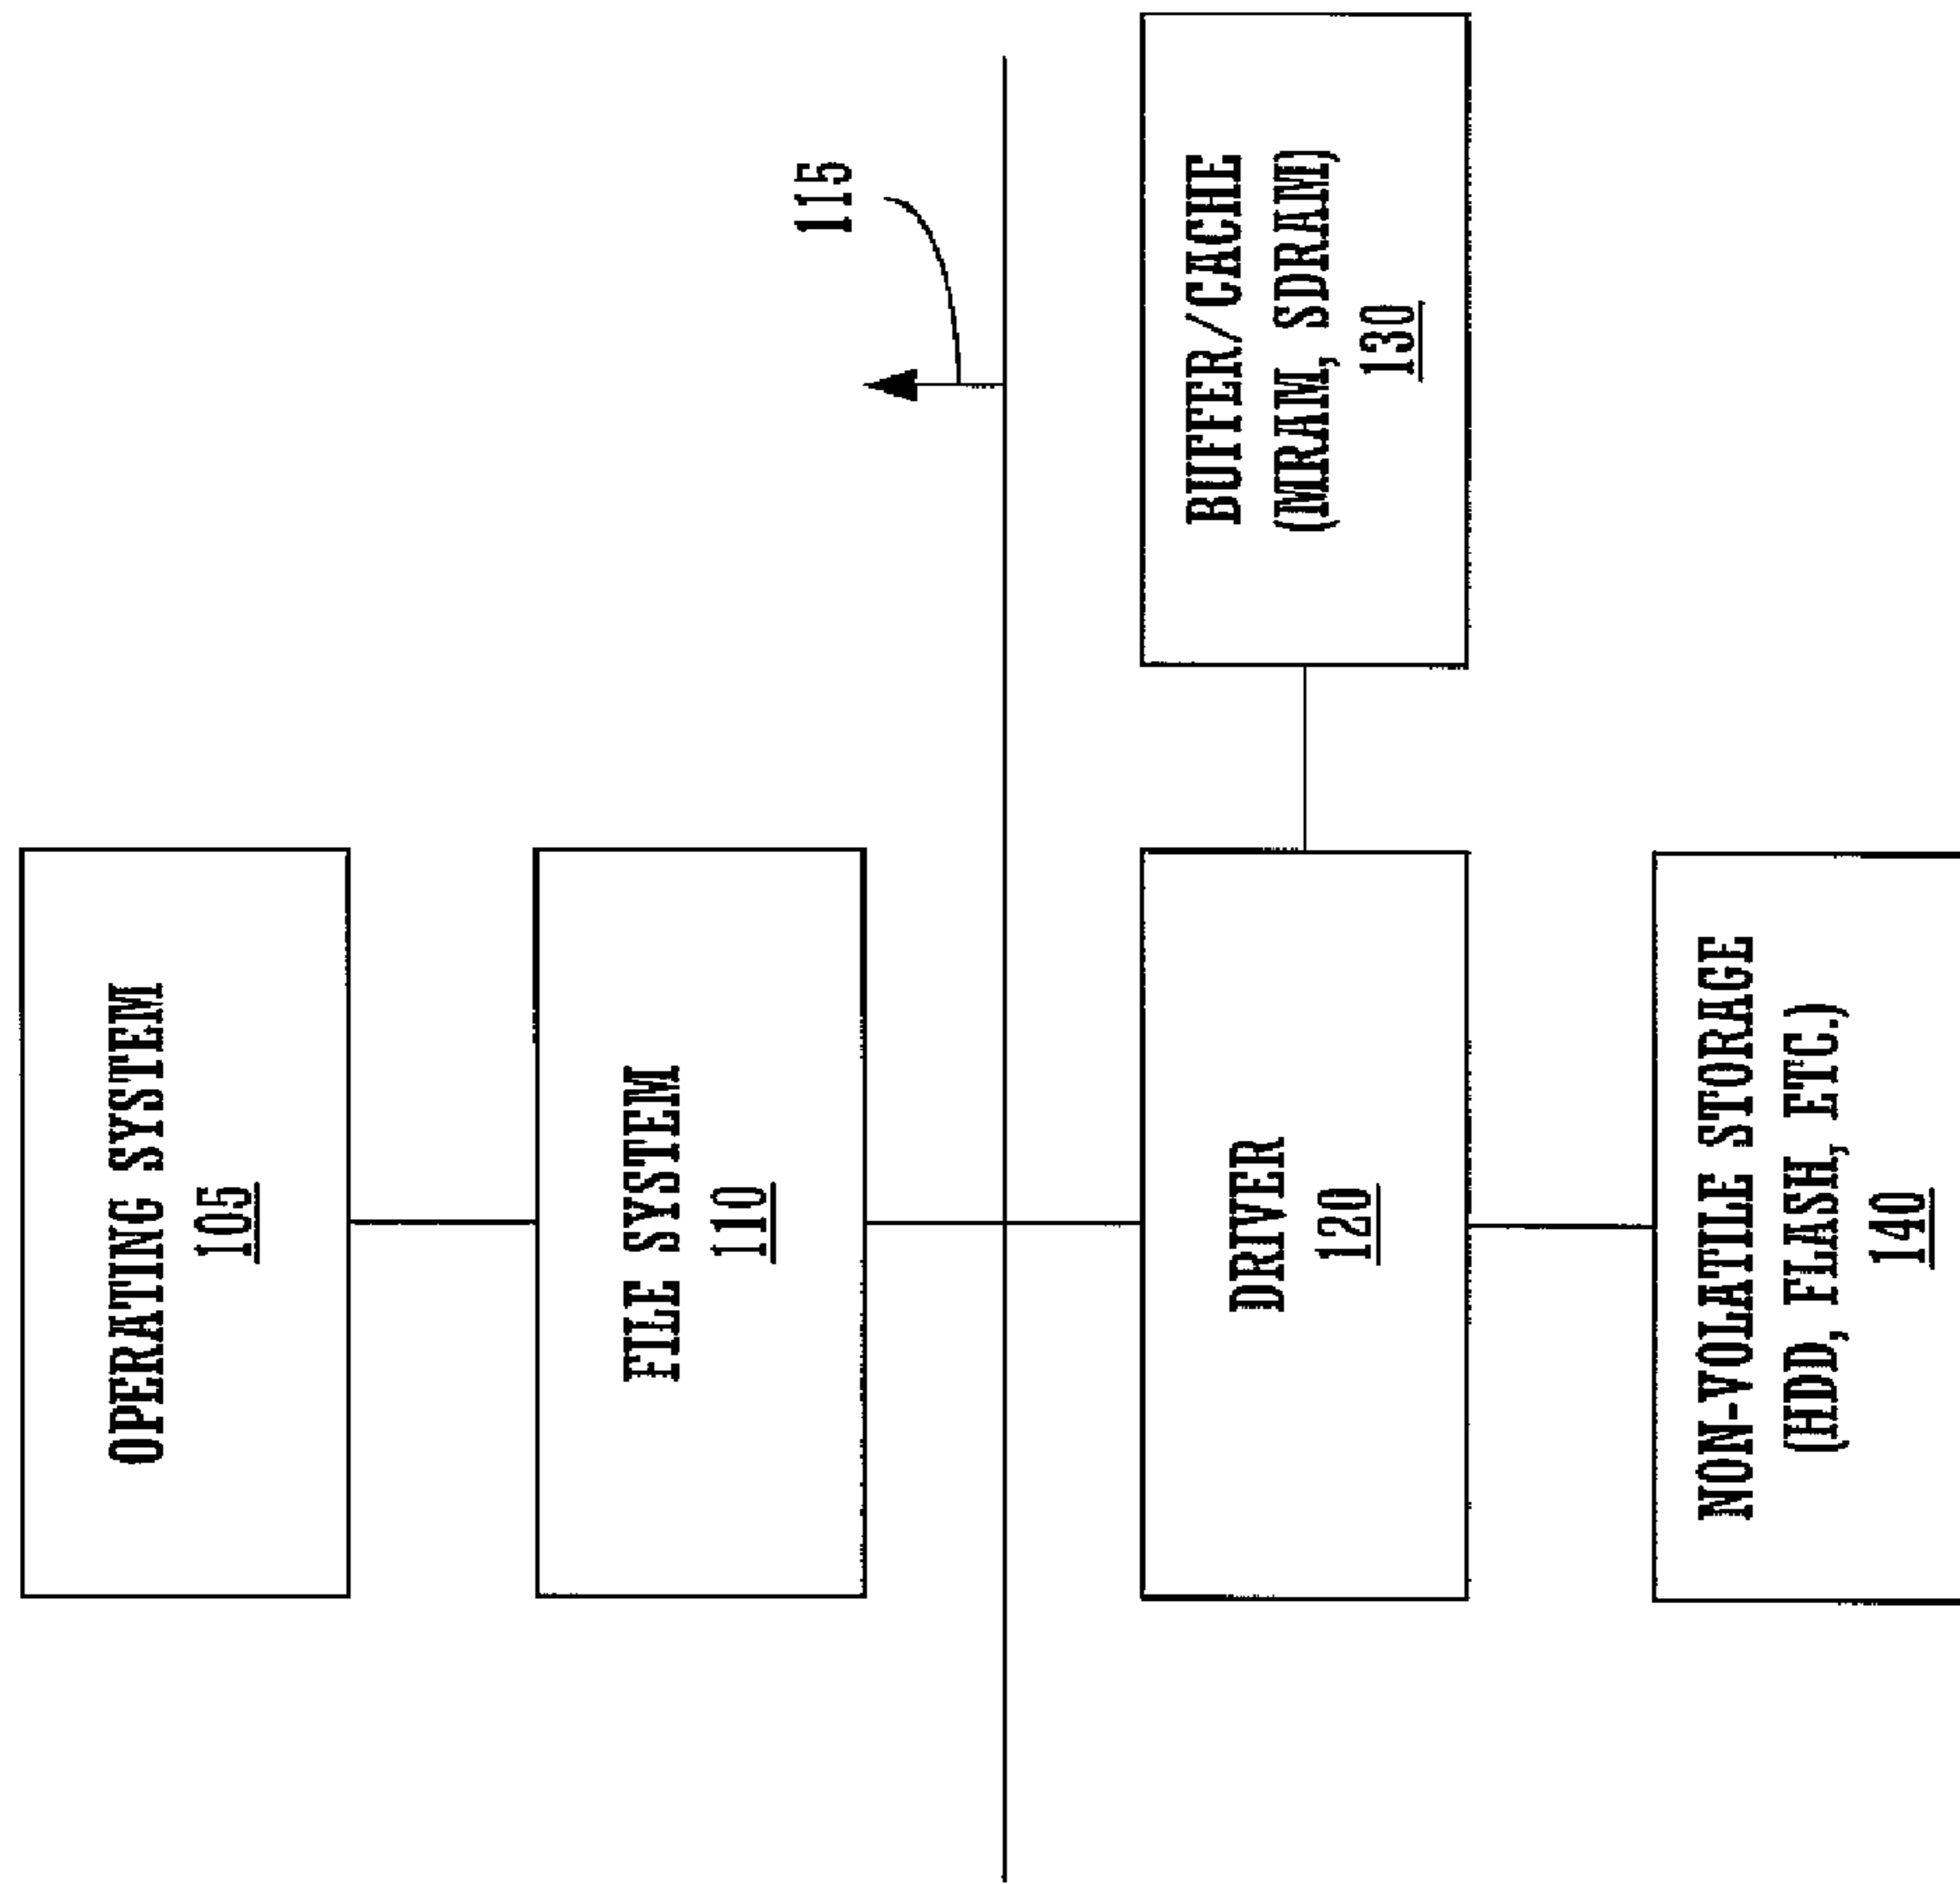 OPERATING SYSTEM
105
FILE SYSTEM
110
115
DRIVER
120
BUFFER/CACHE
(MRAM, SDRAM)
130
NON-VOLATILE STORAGE
(HDD, FLASH, ETC.)
140